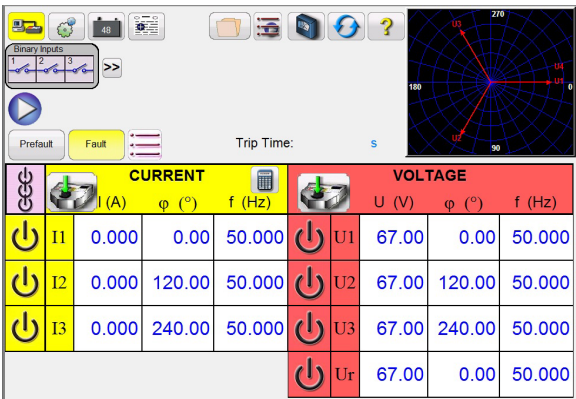 48
?
Binary Inputs
1 2 3
>>
Prefault Fault Trip Time: s
270
U3
U4
U1
180 0
U2
90
CURRENT VOLTAGE
I (A) φ (°) f (Hz) U (V) φ (°) f (Hz)
I1 0.000 0.00 50.000 U1 67.00 0.00 50.000
I2 0.000 120.00 50.000 U2 67.00 120.00 50.000
I3 0.000 240.00 50.000 U3 67.00 240.00 50.000
Ur 67.00 0.00 50.000